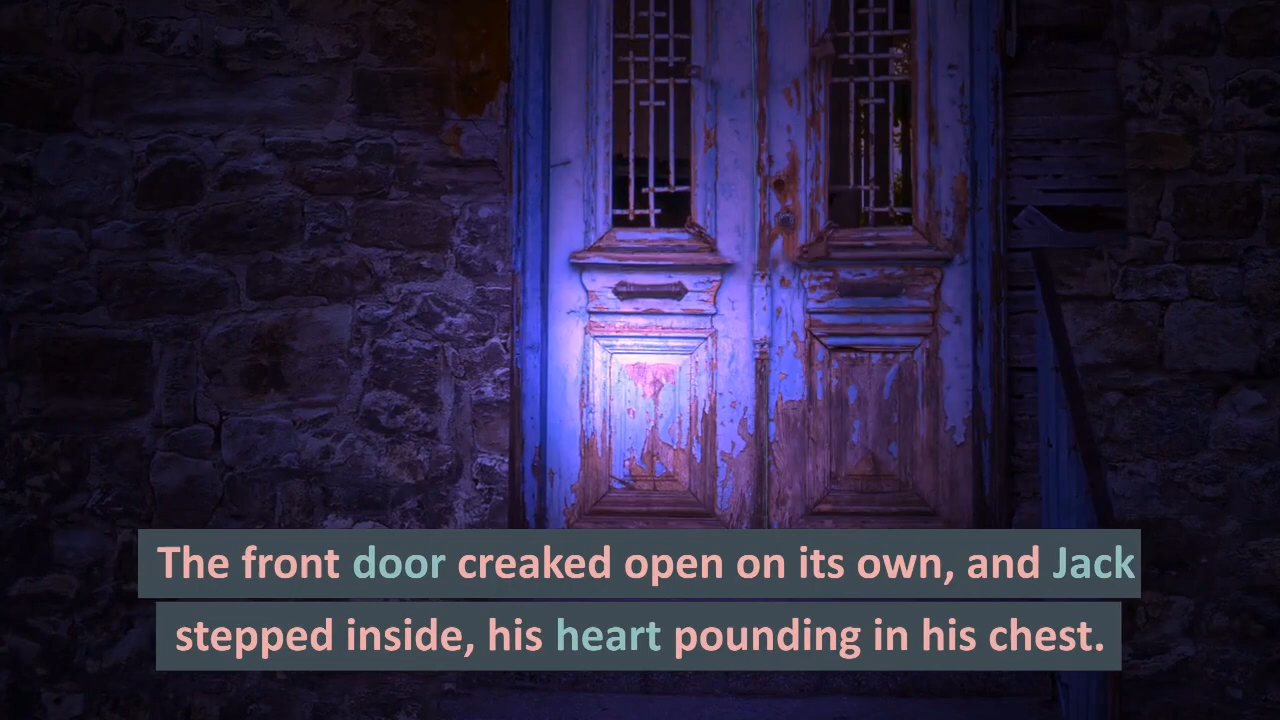 The front door creaked open on its own, and Jack
stepped inside, his heart pounding in his chest.